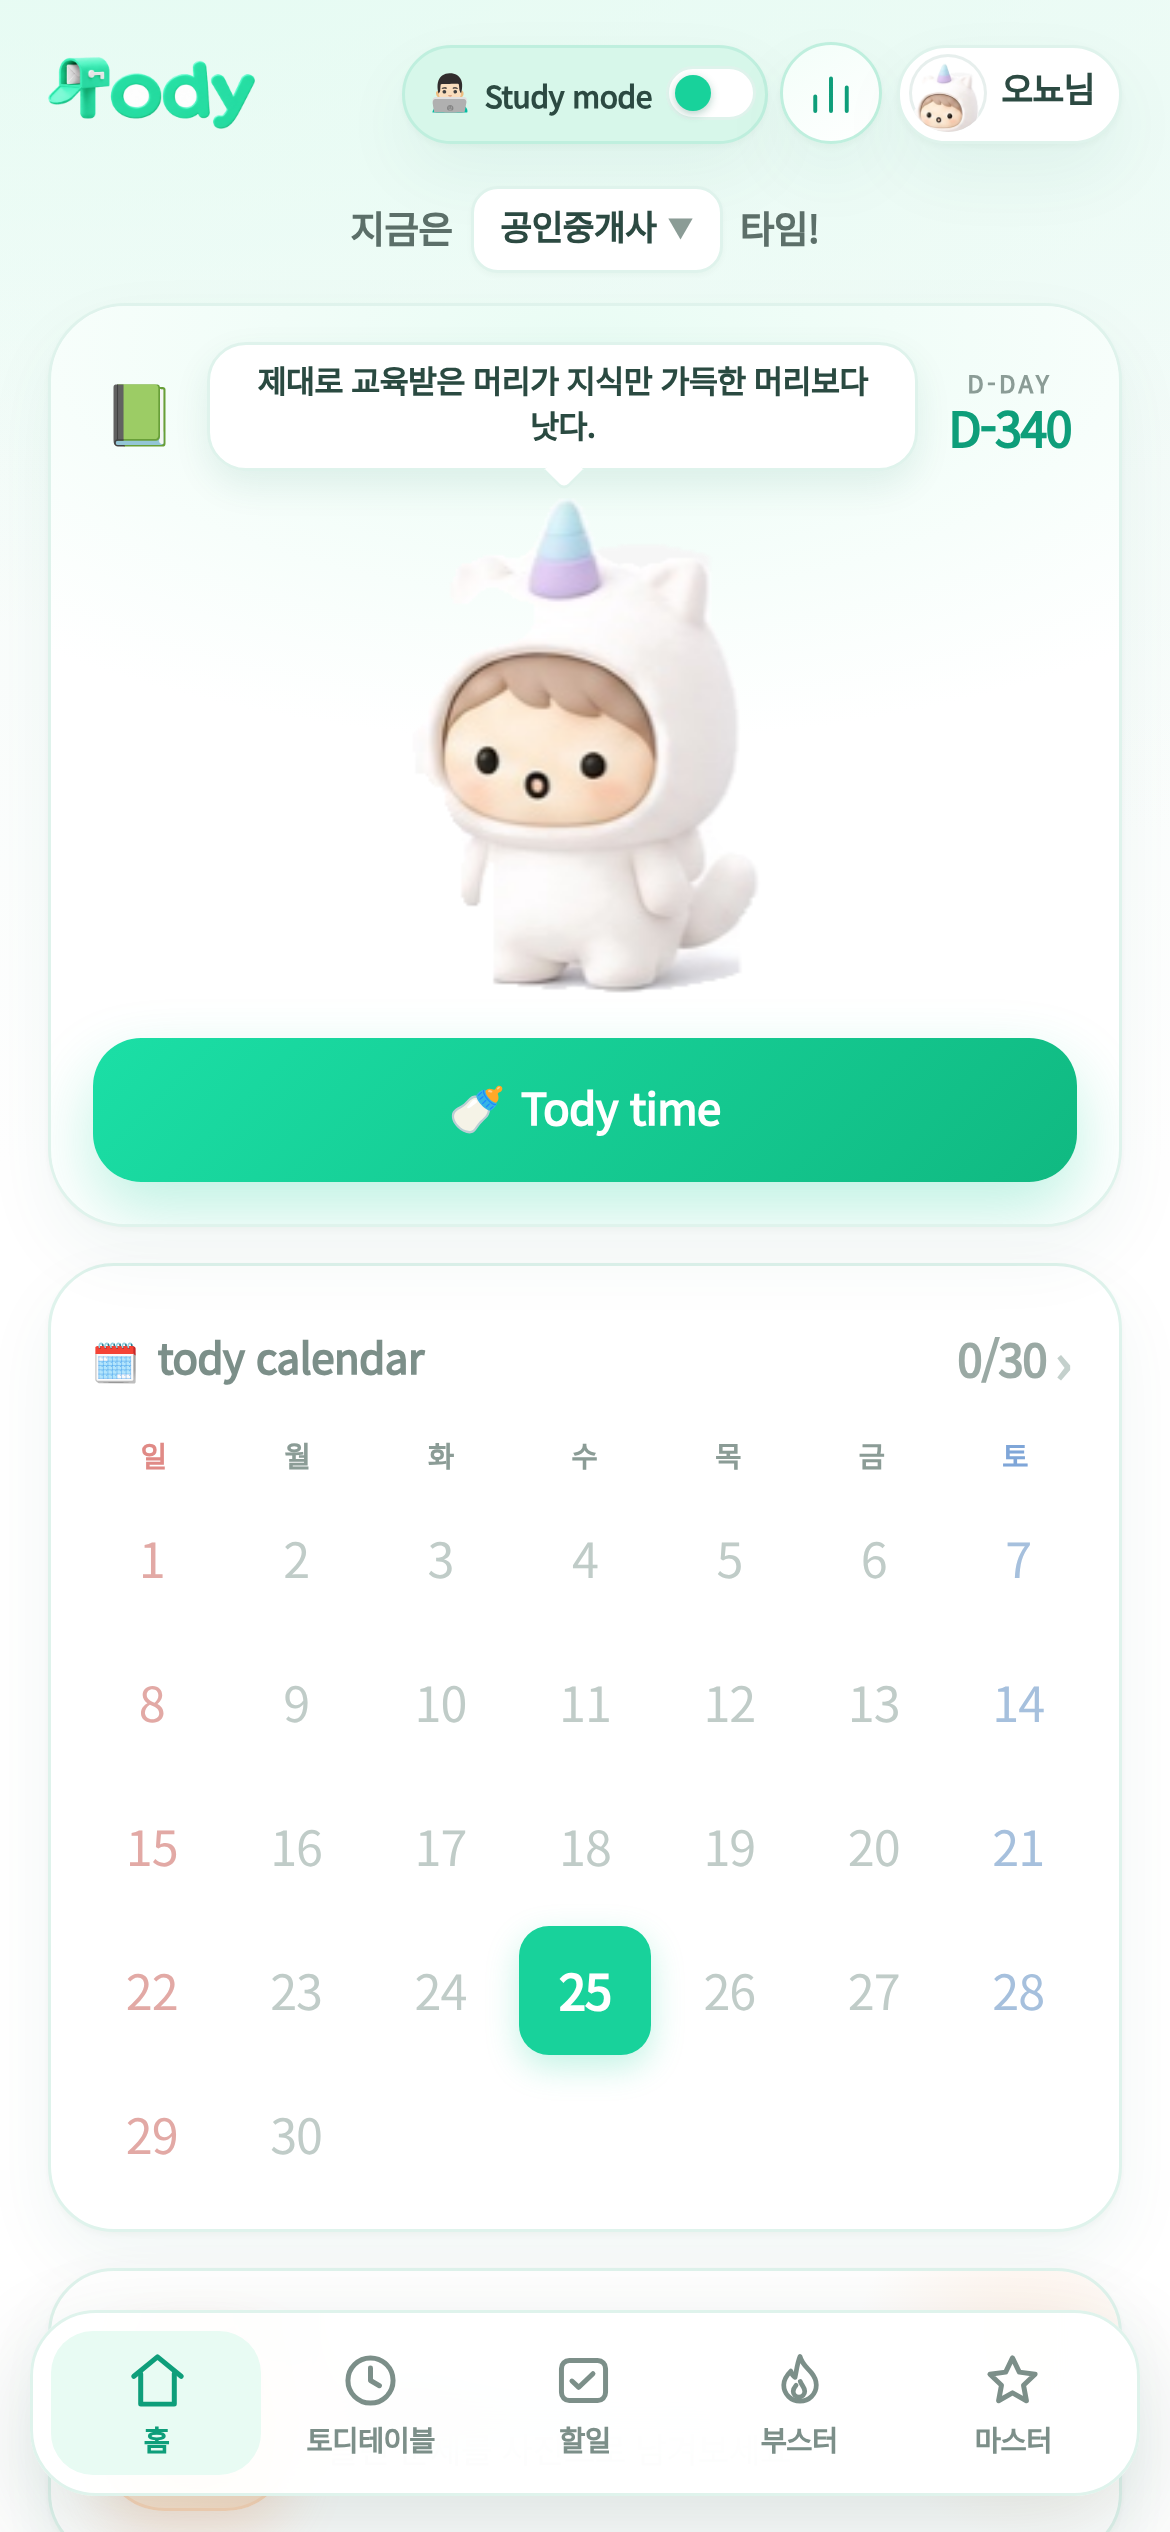 Tody
Study mode
오뇨님
지금은 공인중개사 ▼ 타임!
제대로 교육받은 머리가 지식만 가득한 머리보다
낫다.
D-DAY
D-340
Tody time
tody calendar
0/30 ›
일 월 화 수 목 금 토
1 2 3 4 5 6 7
8 9 10 11 12 13 14
15 16 17 18 19 20 21
22 23 24 25 26 27 28
29 30
홈 토디테이블 할일 부스터 마스터